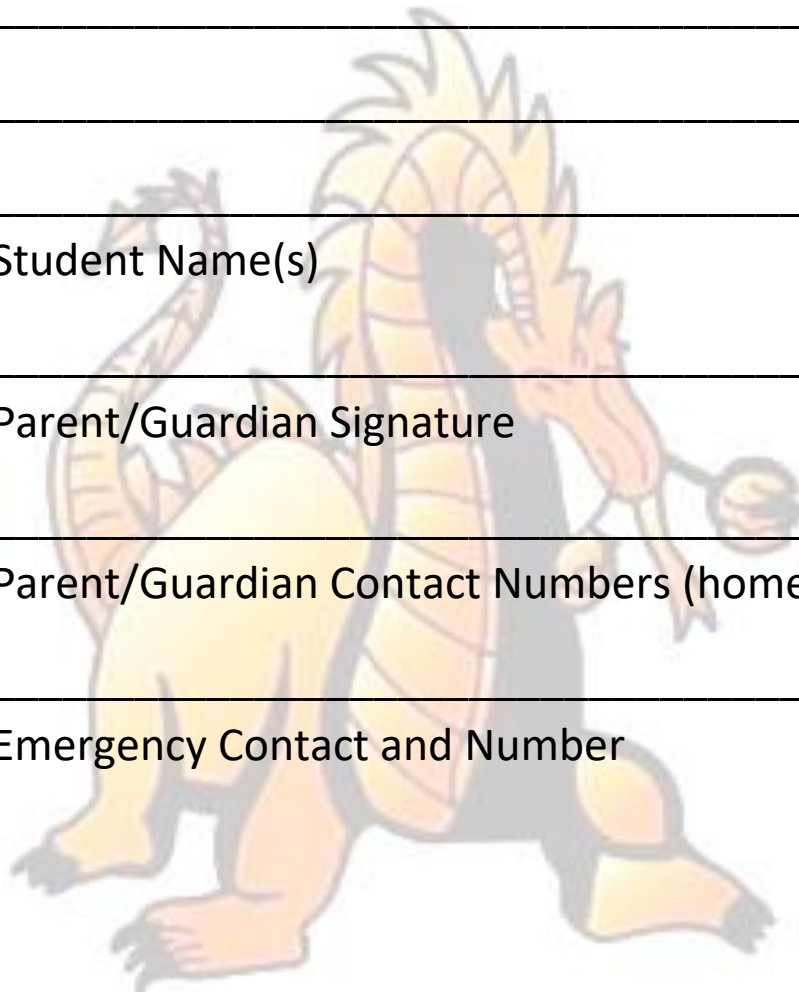 Student Name(s)
Parent/Guardian Signature
Parent/Guardian Contact Numbers (home
Emergency Contact and Number